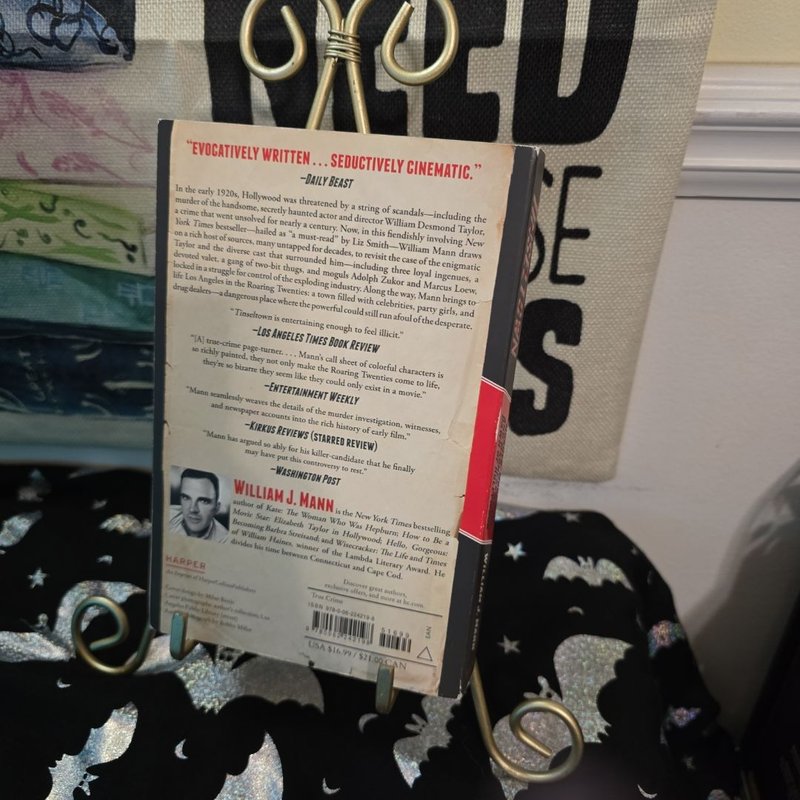 NEED
SE
S
"EVOCATIVELY WRITTEN . . . SEDUCTIVELY CINEMATIC."
—DAILY BEAST
In the early 1920s, Hollywood was threatened by a string of scandals—including the
murder of the handsome, secretly haunted actor and director William Desmond Taylor,
a crime that went unsolved for nearly a century. Now, in this fiendishly involving New
York Times bestseller—hailed as "a must-read" by Liz Smith—William Mann draws
on a rich host of sources, many untapped for decades, to revisit the case of the enigmatic
Taylor and the diverse cast that surrounded him—including three loyal ingenues, a
devoted valet, a gang of two-bit thugs, and moguls Adolph Zukor and Marcus Loew,
locked in a struggle for control of the exploding industry. Along the way, Mann brings to
life Los Angeles in the Roaring Twenties: a town filled with celebrities, party girls, and
drug dealers—a dangerous place where the powerful could still run afoul of the desperate.
"Tinseltown is entertaining enough to feel illicit."
—LOS ANGELES TIMES BOOK REVIEW
"[A] true-crime page-turner. . . . Mann's call sheet of colorful characters is
so richly painted, they not only make the Roaring Twenties come to life,
they're so bizarre they seem like they could only exist in a movie."
—ENTERTAINMENT WEEKLY
"Mann seamlessly weaves the details of the murder investigation, witnesses,
and newspaper accounts into the rich history of early film."
—KIRKUS REVIEWS (STARRED REVIEW)
"Mann has argued so ably for his killer-candidate that he finally
may have put this controversy to rest."
—WASHINGTON POST
WILLIAM J. MANN is the New York Times bestselling
author of Kate: The Woman Who Was Hepburn; How to Be a
Movie Star: Elizabeth Taylor in Hollywood; Hello, Gorgeous:
Becoming Barbra Streisand; and Wisecracker: The Life and Times
of William Haines, winner of the Lambda Literary Award. He
divides his time between Connecticut and Cape Cod.
HARPER
An Imprint of HarperCollinsPublishers
Discover great authors,
exclusive offers, and more at hc.com.
True Crime
EAN
USA $16.99 / $21.00 CAN
WILLIAM J. MANN